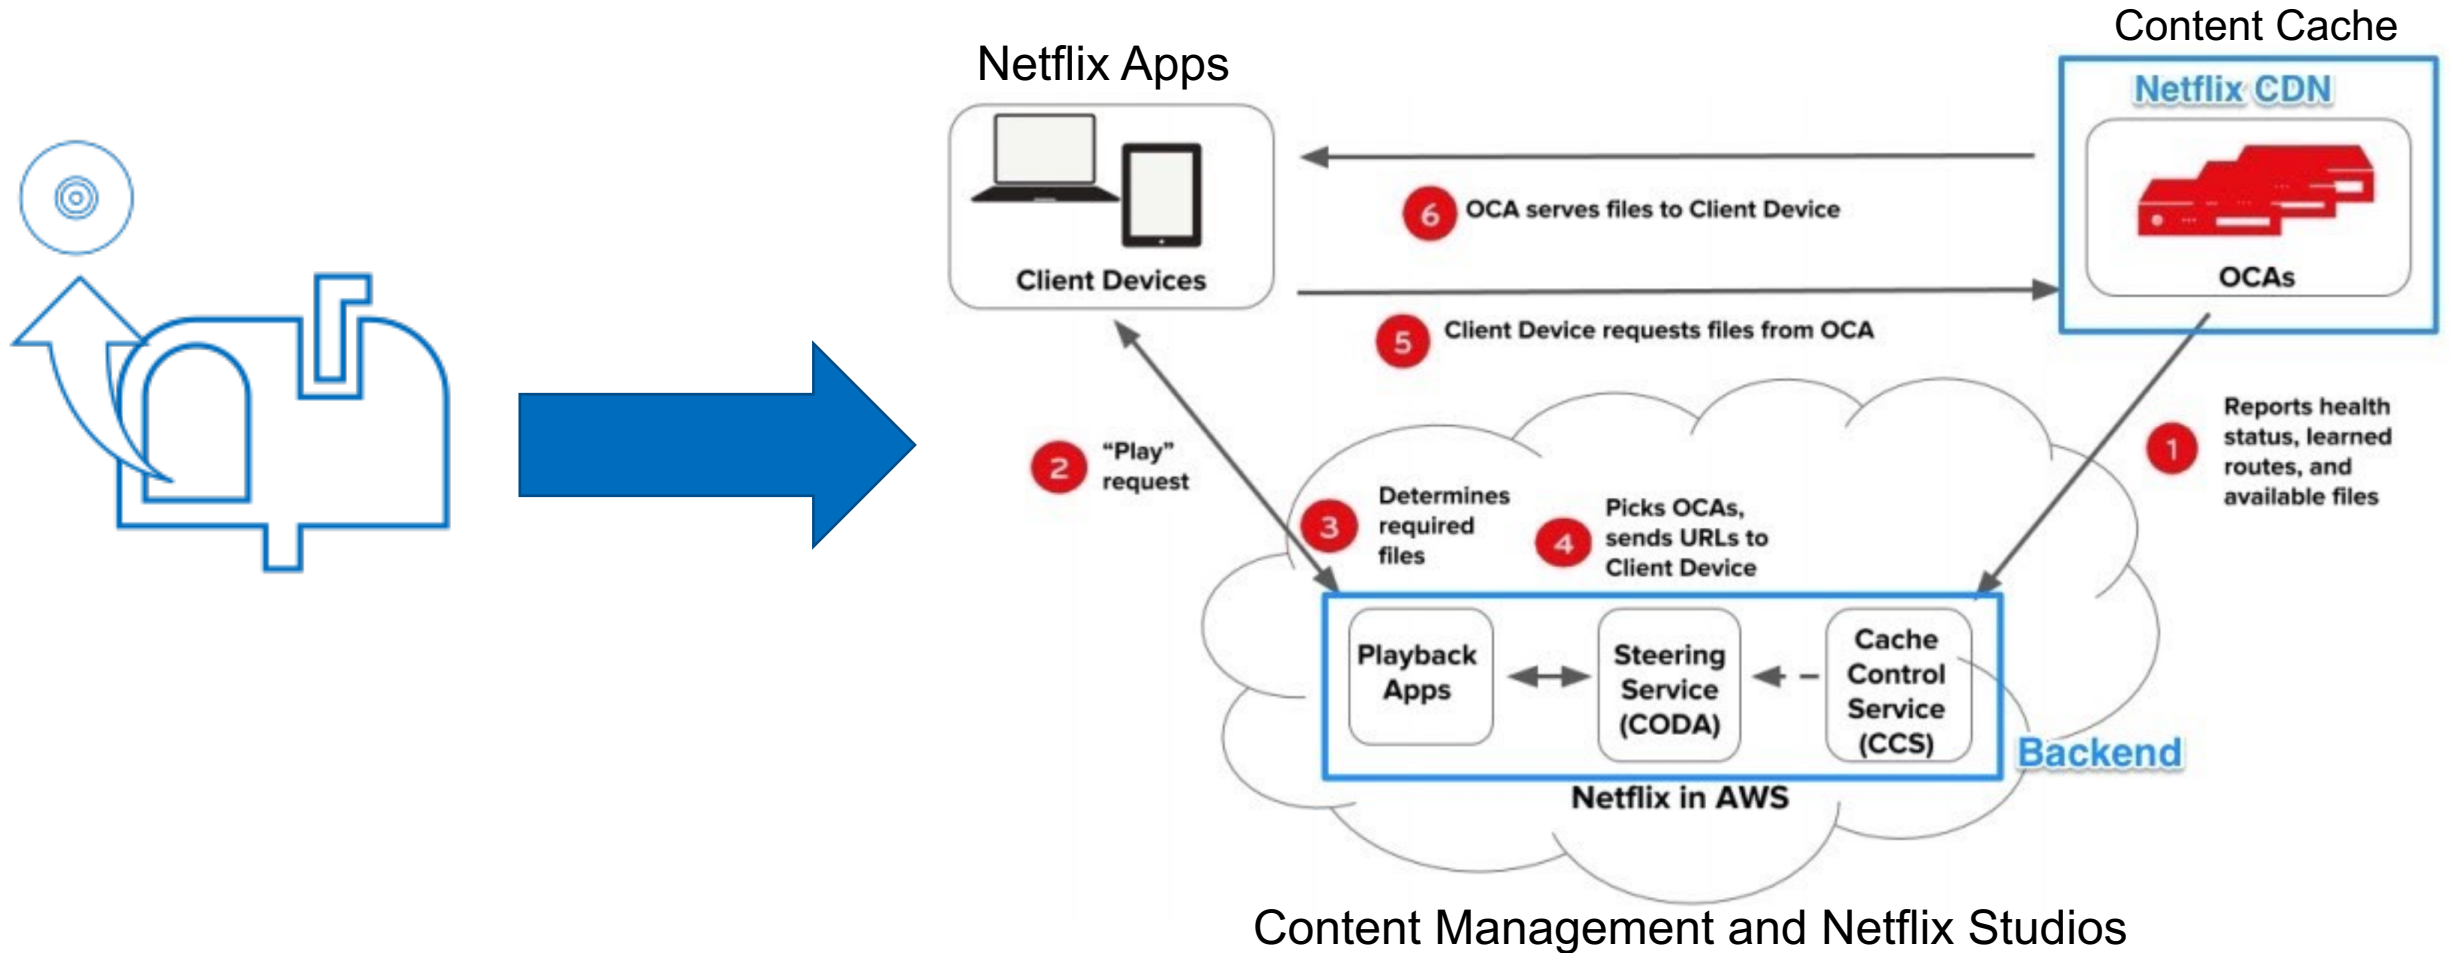 Content Cache
Netflix Apps
Netflix CDN
OCAs
Client Devices
6
OCA serves files to Client Device
5
Client Device requests files from OCA
1
Reports health
status, learned
routes, and
available files
2
“Play”
request
3
Determines
required
files
4
Picks OCAs,
sends URLs to
Client Device
Playback
Apps
Steering
Service
(CODA)
Cache
Control
Service
(CCS)
Backend
Netflix in AWS
Content Management and Netflix Studios